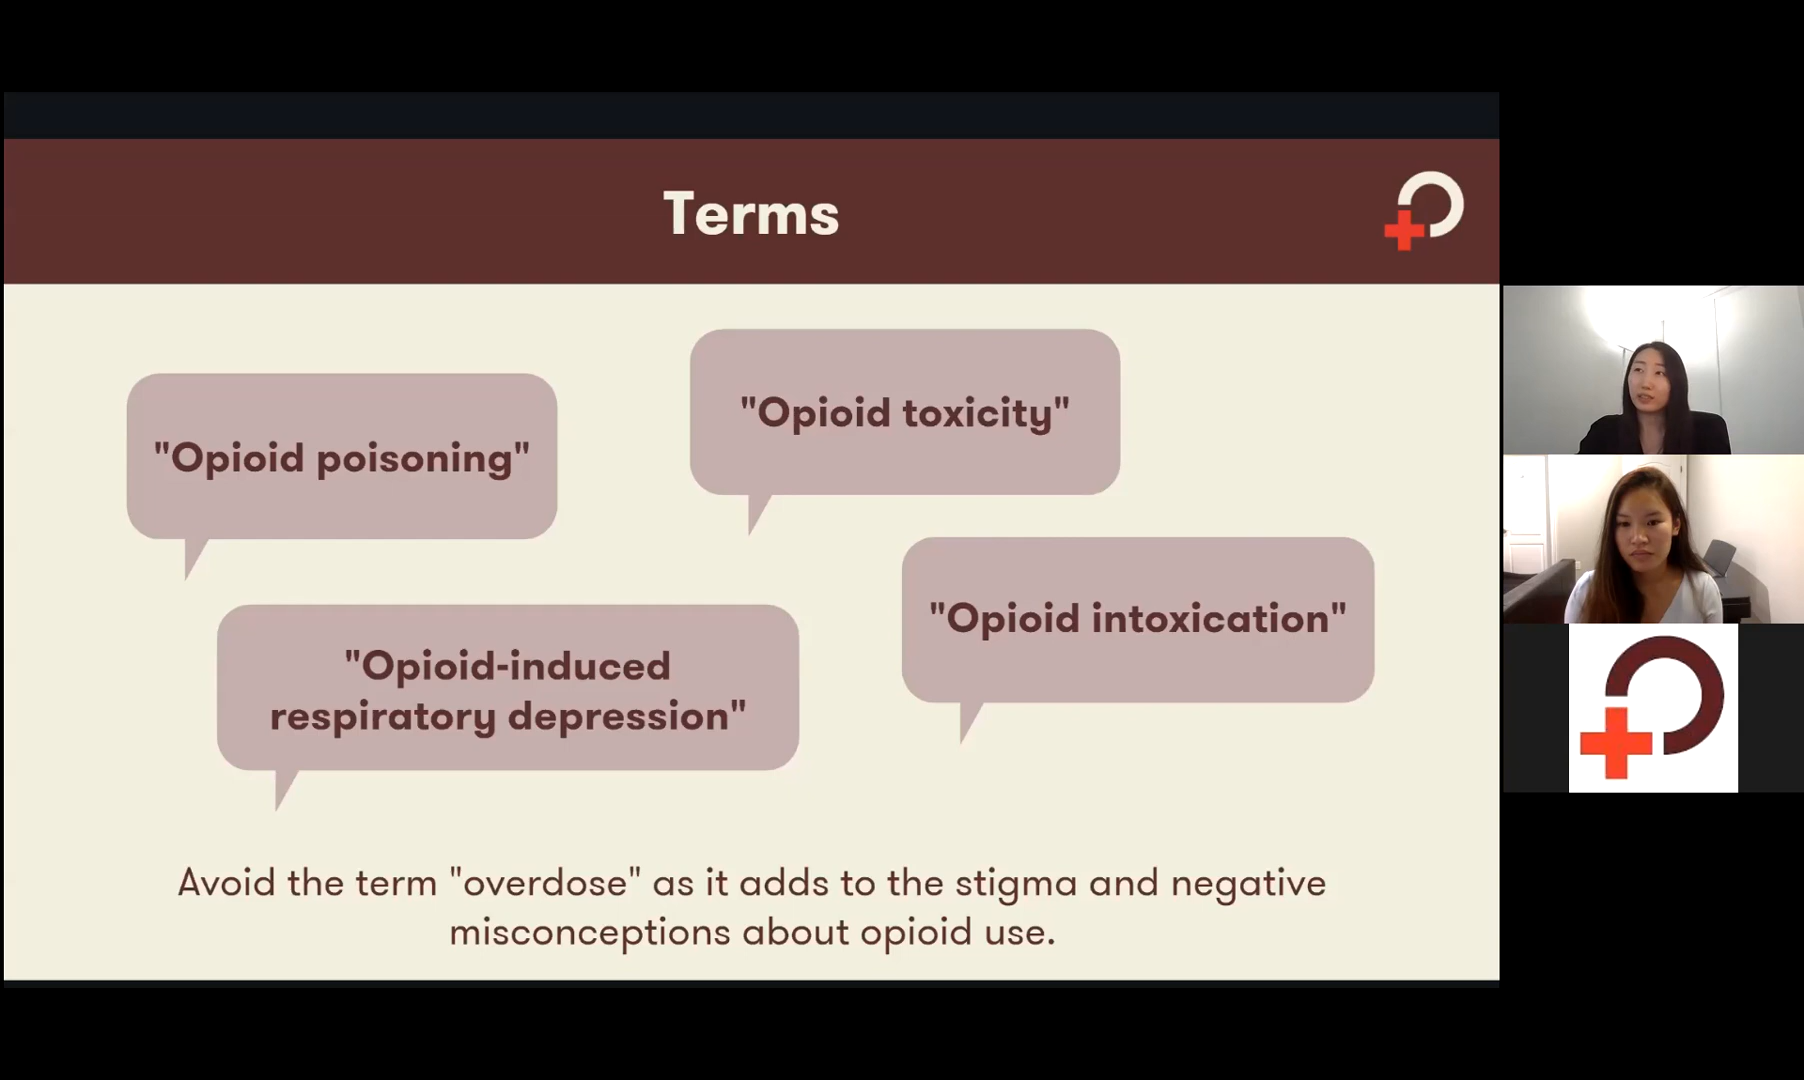 Terms
"Opioid poisoning"
"Opioid toxicity"
"Opioid-induced
respiratory depression"
"Opioid intoxication"
Avoid the term "overdose" as it adds to the stigma and negative
misconceptions about opioid use.